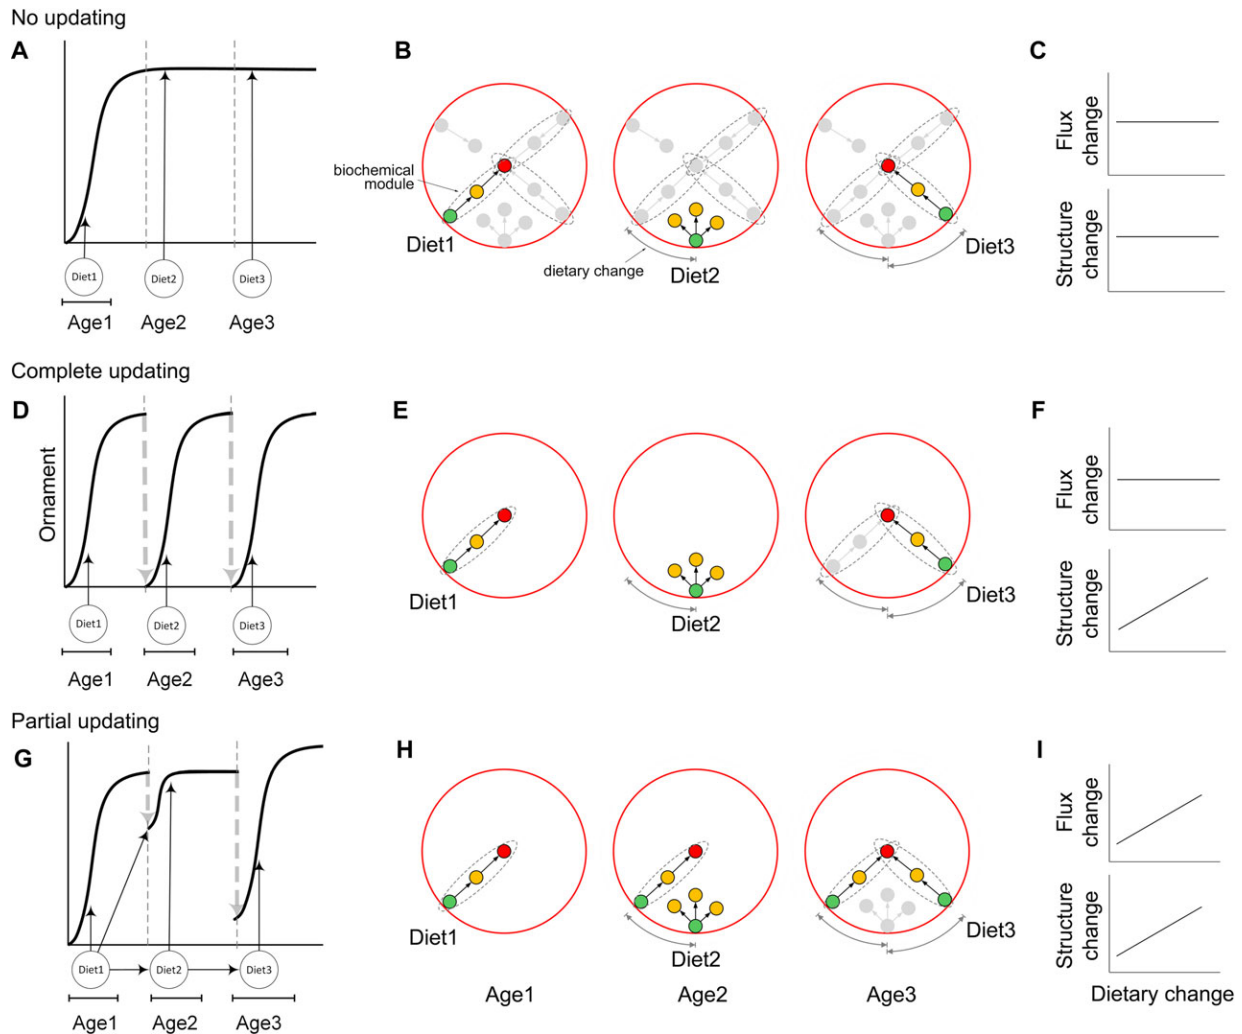 No updating
A
Diet1
Diet2
Diet3
Age1
Age2
Age3
B
biochemical
module
Diet1
dietary change
Diet2
Diet3
C
Flux
change
Structure
change
Complete updating
D
Ornament
Diet1
Diet2
Diet3
Age1
Age2
Age3
E
Diet1
Diet2
Diet3
F
Flux
change
Structure
change
Partial updating
G
Diet1
Diet2
Diet3
Age1
Age2
Age3
H
Diet1
Diet2
Diet3
Age1
Age2
Age3
I
Flux
change
Structure
change
Dietary change